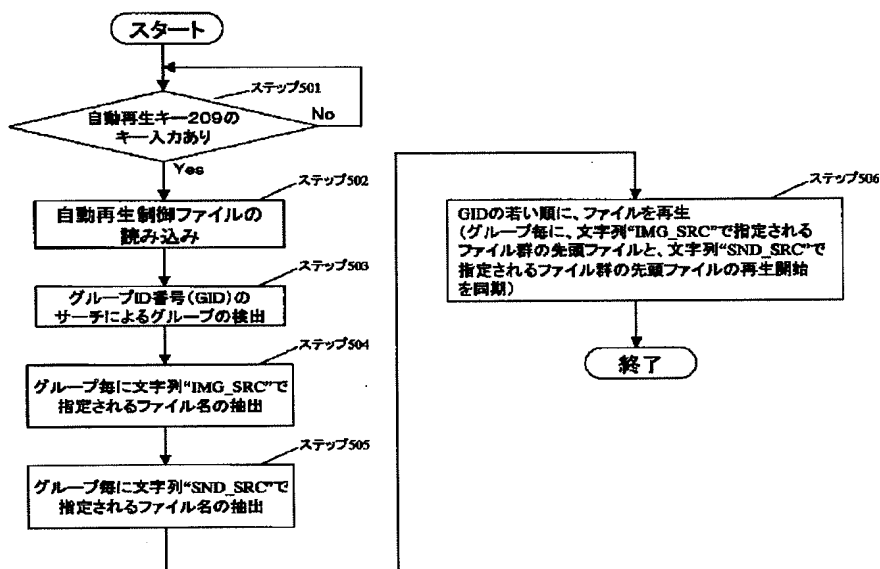 スタート
ステップ501
自動再生キー209の
キー入力あり
No
Yes
ステップ502
自動再生制御ファイルの
読み込み
ステップ503
グループID番号(GID)の
サーチによるグループの検出
ステップ504
グループ毎に文字列“IMG_SRC”で
指定されるファイル名の抽出
ステップ505
グループ毎に文字列“SND_SRC”で
指定されるファイル名の抽出
ステップ506
GIDの若い順に、ファイルを再生
(グループ毎に、文字列“IMG_SRC”で指定される
ファイル群の先頭ファイルと、文字列“SND_SRC”で
指定されるファイル群の先頭ファイルの再生開始
を同期)
終了